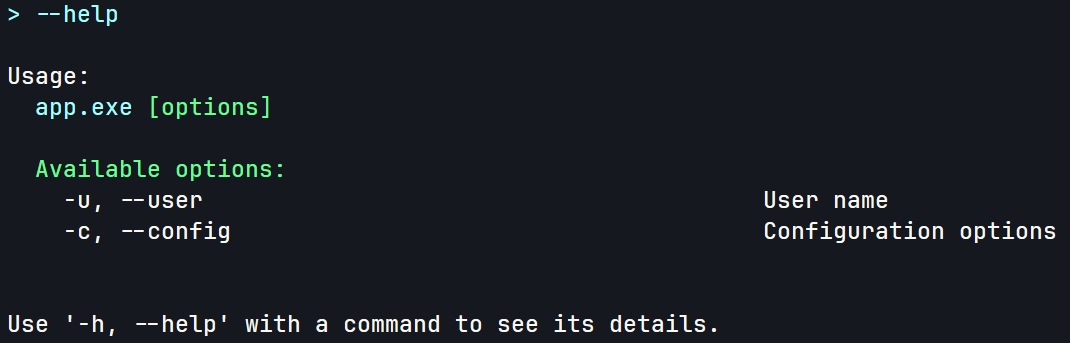 > --help
Usage:
app.exe [options]
Available options:
-u, --user User name
-c, --config Configuration options
Use '-h, --help' with a command to see its details.